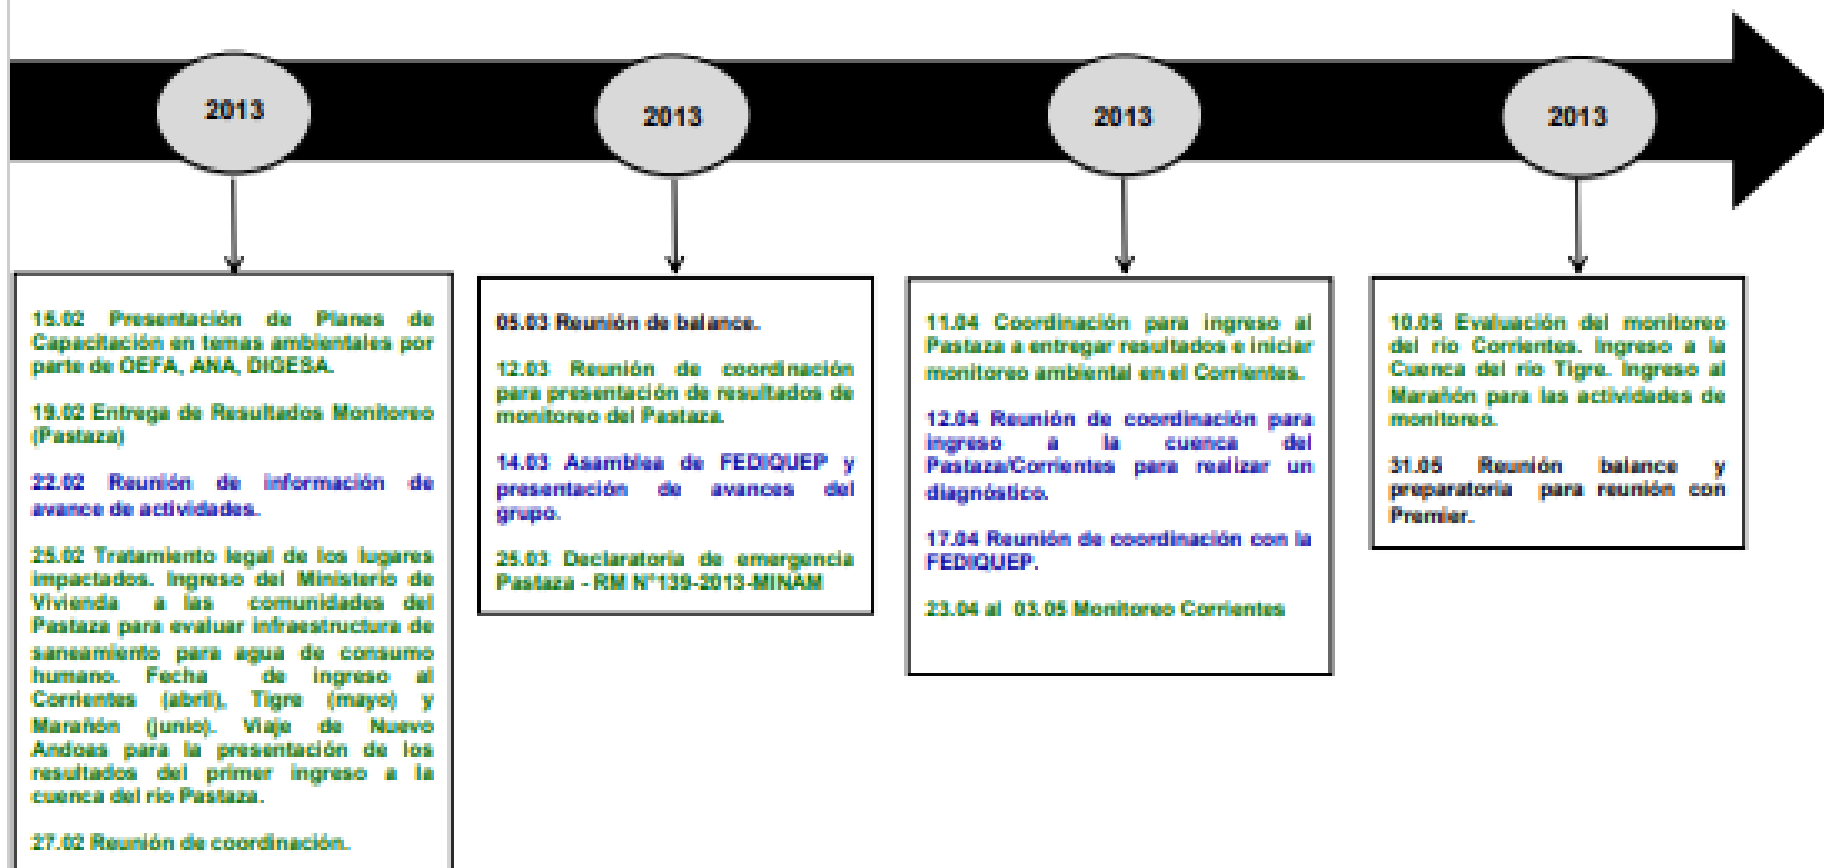 2013
2013
2013
2013
15.02 Presentación de Planes de
Capacitación en temas ambientales por
parte de OEFA, ANA, DIGESA.
19.02 Entrega de Resultados Monitoreo
(Pastaza)
22.02 Reunión de información de
avance de actividades.
25.02 Tratamiento legal de los lugares
impactados. Ingreso del Ministerio de
Vivienda a las comunidades del
Pastaza para evaluar infraestructura de
saneamiento para agua de consumo
humano. Fecha de ingreso al
Corrientes (abril), Tigre (mayo) y
Marañón (junio). Viaje de Nuevo
Andoas para la presentación de los
resultados del primer ingreso a la
cuenca del río Pastaza.
27.02 Reunión de coordinación.
05.03 Reunión de balance.
12.03 Reunión de coordinación
para presentación de resultados de
monitoreo del Pastaza.
14.03 Asamblea de FEDIQUEP y
presentación de avances del
grupo.
25.03 Declaratoria de emergencia
Pastaza - RM N°139-2013-MINAM
11.04 Coordinación para ingreso al
Pastaza a entregar resultados e iniciar
monitoreo ambiental en el Corrientes.
12.04 Reunión de coordinación para
ingreso a la cuenca del
Pastaza/Corrientes para realizar un
diagnóstico.
17.04 Reunión de coordinación con la
FEDIQUEP.
23.04 al 03.05 Monitoreo Corrientes
10.05 Evaluación del monitoreo
del río Corrientes. Ingreso a la
Cuenca del río Tigre. Ingreso al
Marañón para las actividades de
monitoreo.
31.05 Reunión balance y
preparatoria para reunión con
Premier.